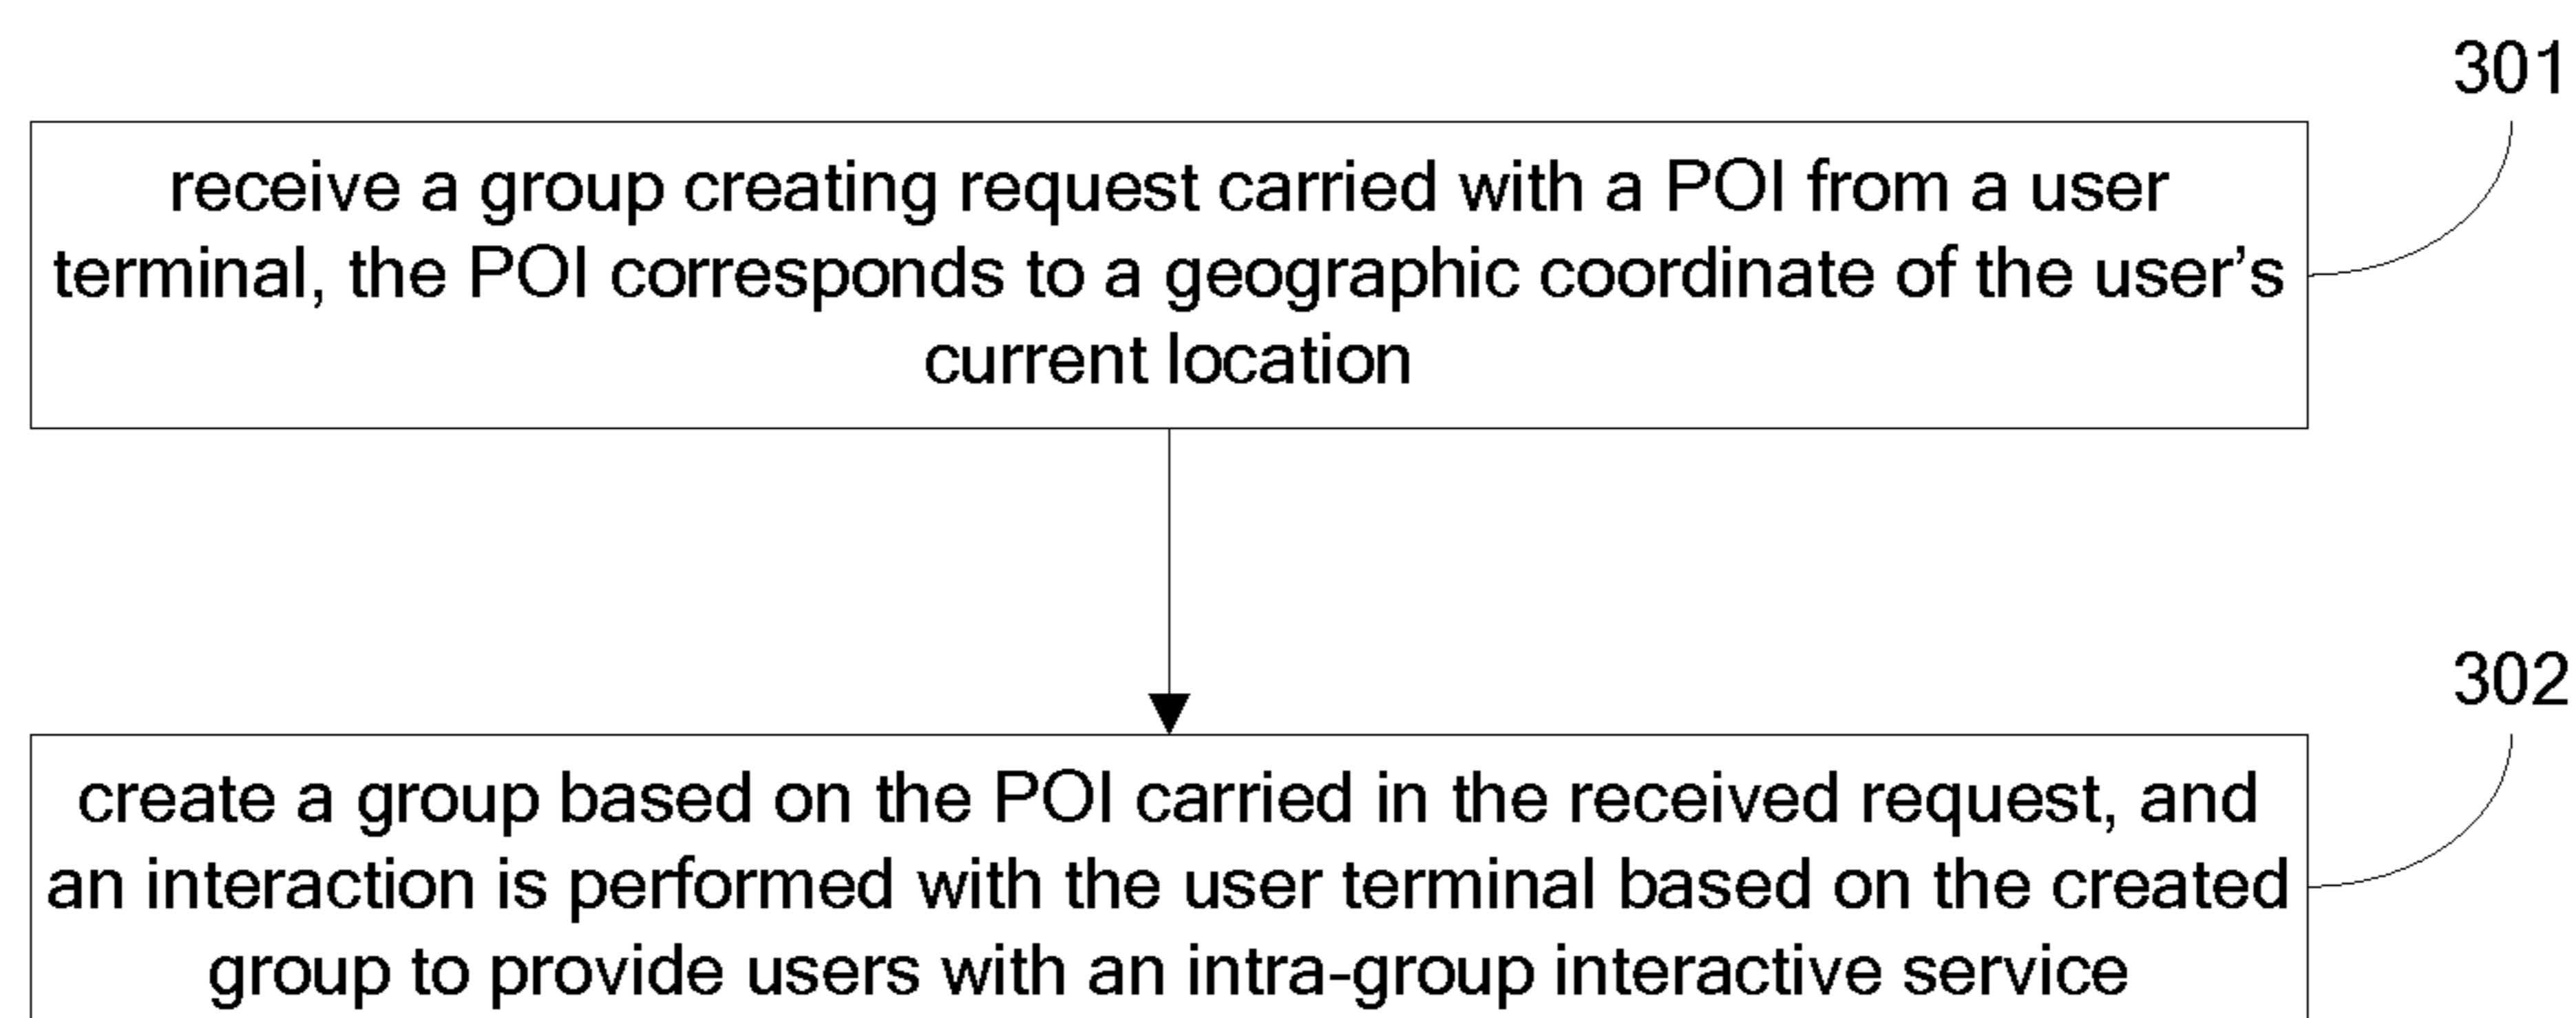 301
receive a group creating request carried with a POI from a user
terminal, the POI corresponds to a geographic coordinate of the user’s
current location
302
create a group based on the POI carried in the received request, and
an interaction is performed with the user terminal based on the created
group to provide users with an intra-group interactive service